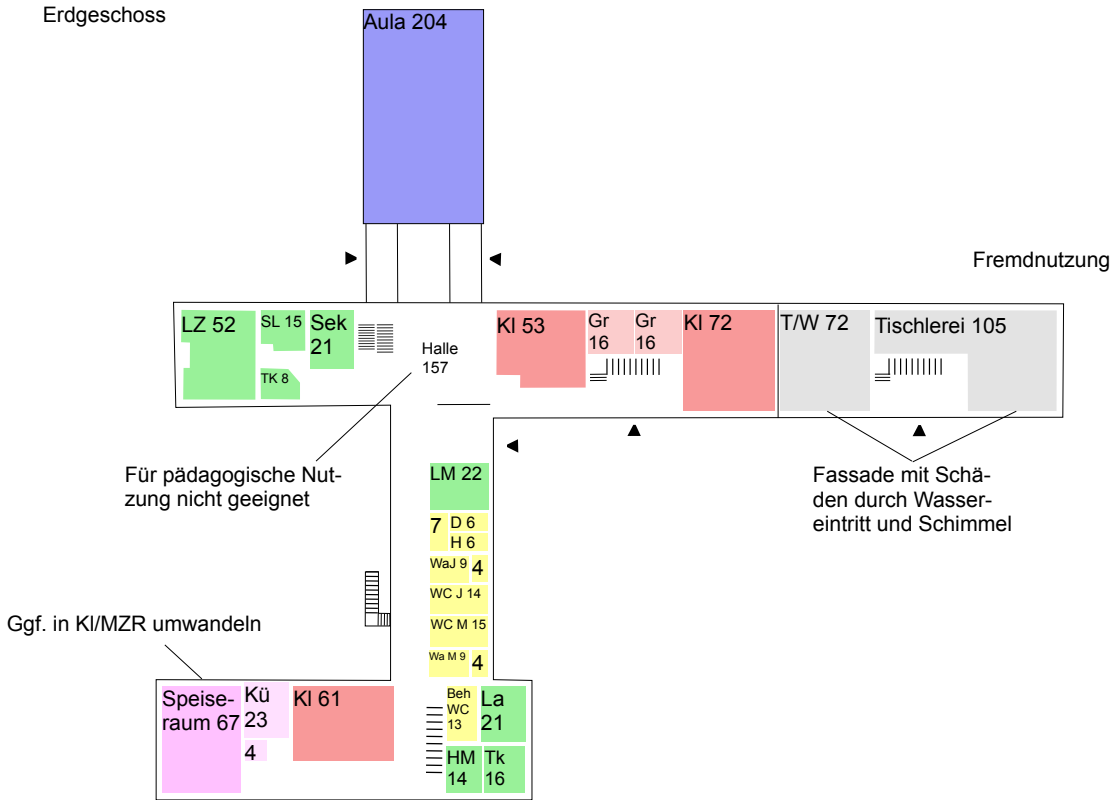 Erdgeschoss
Aula 204
Fremdnutzung
LZ 52
SL 15
Sek
21
TK 8
Halle
157
Kl 53
Gr
16
Gr
16
Kl 72
T/W 72
Tischlerei 105
Für pädagogische Nut-
zung nicht geeignet
Fassade mit Schä-
den durch Wasser-
eintritt und Schimmel
LM 22
7
D 6
H 6
WaJ 9
4
WC J 14
WC M 15
Wa M 9
4
Ggf. in Kl/MZR umwandeln
Speise-
raum 67
Kü
23
4
Kl 61
Beh
WC
13
La
21
HM
14
Tk
16